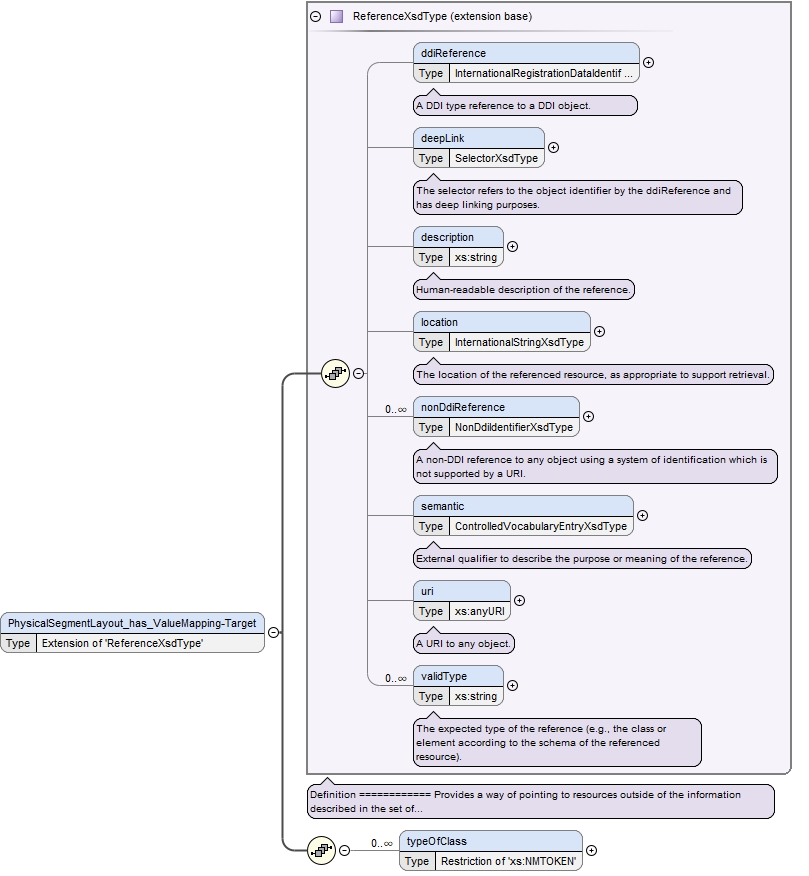 ReferenceXsdType (extension base)
ddiReference
Type InternationalRegistrationDataIdentif ...
A DDI type reference to a DDI object.
deepLink
Type SelectorXsdType
The selector refers to the object identifier by the ddiReference and
has deep linking purposes.
description
Type xs:string
Human-readable description of the reference.
location
Type InternationalStringXsdType
The location of the referenced resource, as appropriate to support retrieval.
0..∞ nonDdiReference
Type NonDdiIdentifierXsdType
A non-DDI reference to any object using a system of identification which is
not supported by a URI.
semantic
Type ControlledVocabularyEntryXsdType
External qualifier to describe the purpose or meaning of the reference.
uri
Type xs:anyURI
A URI to any object.
PhysicalSegmentLayout_has_ValueMapping-Target
Type Extension of 'ReferenceXsdType'
0..∞ validType
Type xs:string
The expected type of the reference (e.g., the class or
element according to the schema of the referenced
resource).
Definition ============ Provides a way of pointing to resources outside of the information
described in the set of...
0..∞ typeOfClass
Type Restriction of 'xs:NMTOKEN'